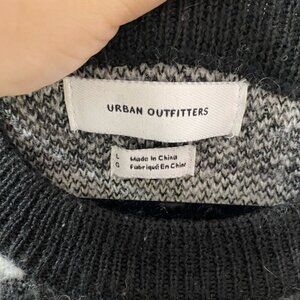 URBAN OUTFITTERS
L Made In China
G Fabriqué En Chine